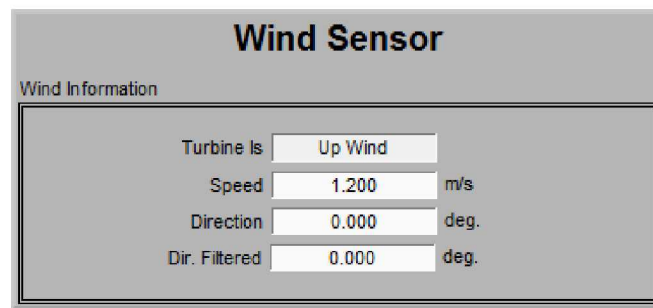 Wind Sensor
Wind Information
Turbine Is Up Wind
Speed 1.200 m/s
Direction 0.000 deg.
Dir. Filtered 0.000 deg.